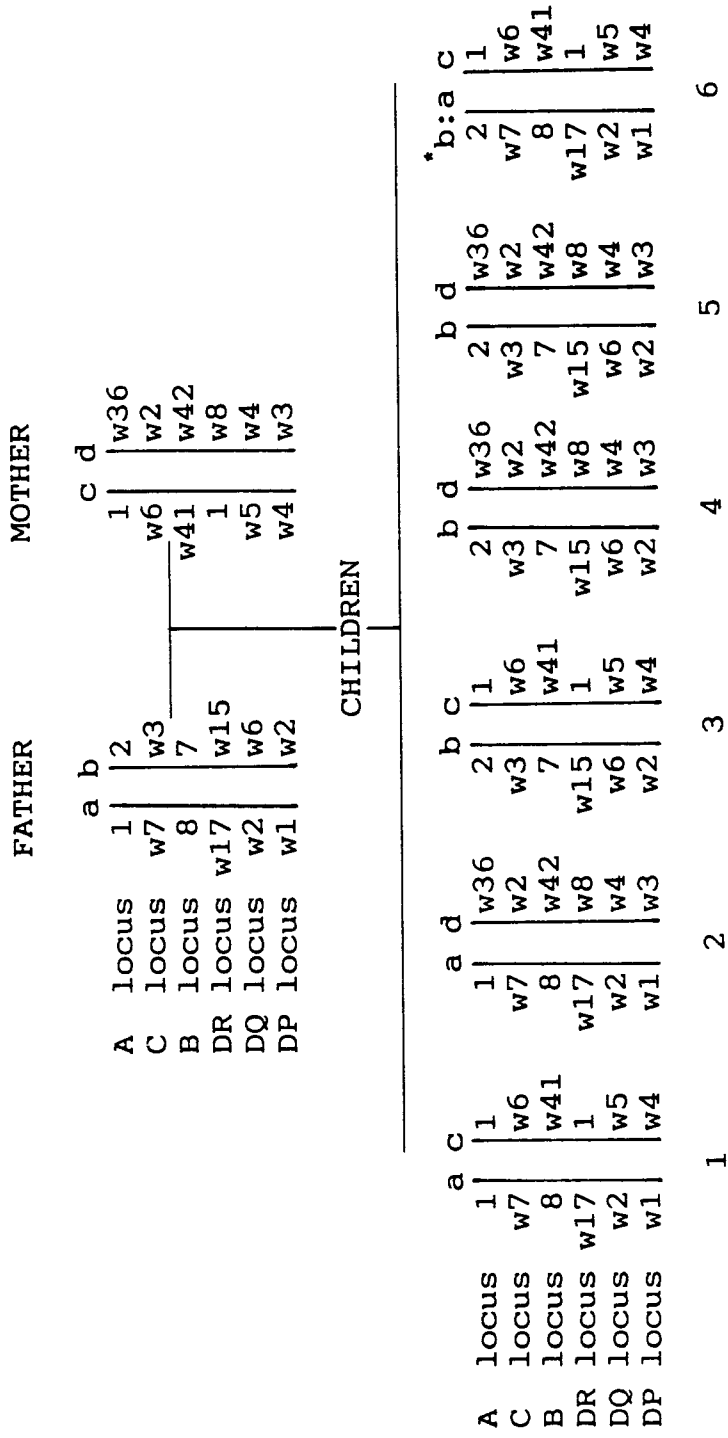 FATHER MOTHER
a b c d
A locus 1 2 1 w36
C locus w7 w3 w6 w2
B locus 8 7 w41 w42
DR locus w17 w15 1 w8
DQ locus w2 w6 w5 w4
DP locus w1 w2 w4 w3
CHILDREN
a c a d b c b d b d *b:a c
A locus 1 1 1 w36 2 1 2 w36 2 w36 2 1
C locus w7 w6 w7 w2 w3 w6 w3 w2 w3 w2 w7 w6
B locus 8 w41 8 w42 7 w41 7 w42 7 w42 8 w41
DR locus w17 1 w17 w8 w15 1 w15 w8 w15 w8 w17 1
DQ locus w2 w5 w2 w4 w6 w5 w6 w4 w6 w4 w2 w5
DP locus w1 w4 w1 w3 w2 w4 w2 w3 w2 w3 w1 w4
1 2 3 4 5 6